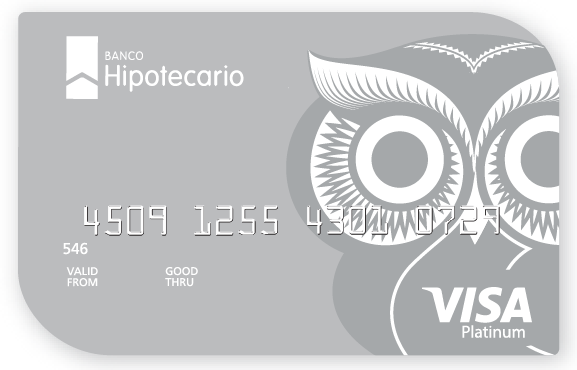 BANCO
Hipotecario
4509 1255 4301 0729
546
VALID FROM GOOD THRU
VISA
Platinum